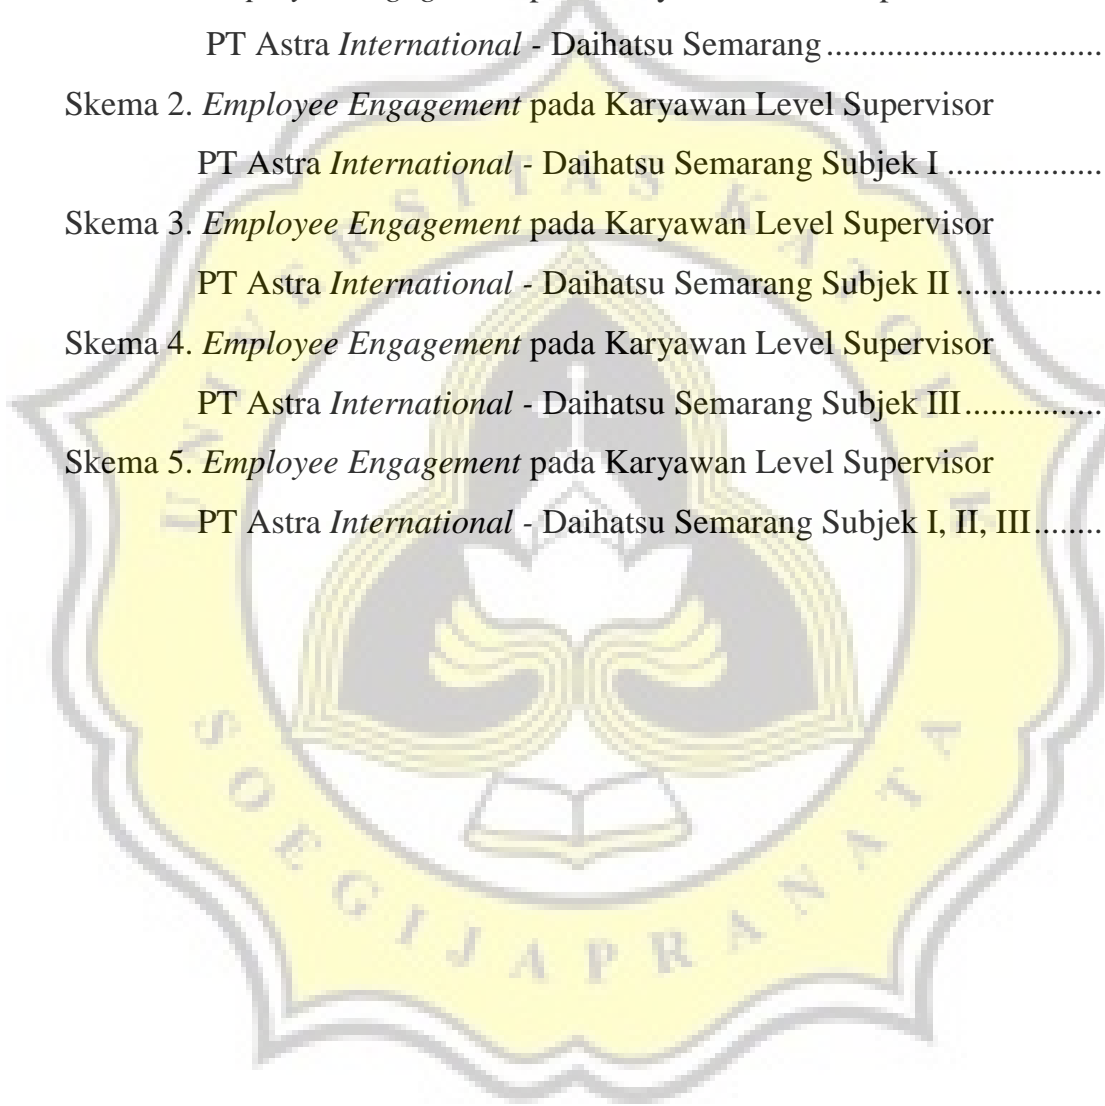 PT Astra International - Daihatsu Semarang................................
Skema 2. Employee Engagement pada Karyawan Level Supervisor
PT Astra International - Daihatsu Semarang Subjek I ..................
Skema 3. Employee Engagement pada Karyawan Level Supervisor
PT Astra International - Daihatsu Semarang Subjek II .................
Skema 4. Employee Engagement pada Karyawan Level Supervisor
PT Astra International - Daihatsu Semarang Subjek III................
Skema 5. Employee Engagement pada Karyawan Level Supervisor
PT Astra International - Daihatsu Semarang Subjek I, II, III........
UNIVERSITAS KATOLIK
SOEGIJAPRANATA